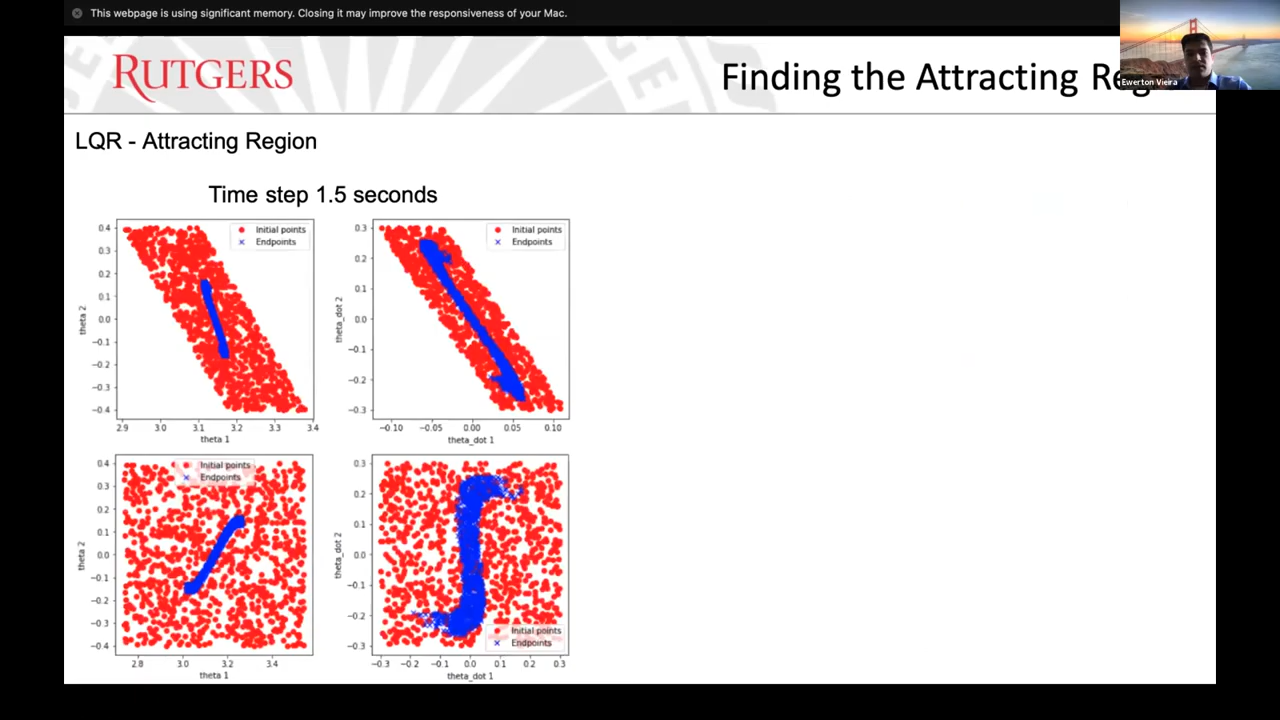 This webpage is using significant memory. Closing it may improve the responsiveness of your Mac.
RUTGERS
Finding the Attracting Reg
Ewerton Vieira
LQR - Attracting Region
Time step 1.5 seconds
Initial points
Endpoints
0.4
0.3
0.2
0.1
0.0
−0.1
−0.2
−0.3
−0.4
theta 2
2.9 3.0 3.1 3.2 3.3 3.4
theta 1
Initial points
Endpoints
0.3
0.2
0.1
0.0
−0.1
−0.2
−0.3
theta_dot 2
−0.10 −0.05 0.00 0.05 0.10
theta_dot 1
Initial points
Endpoints
0.4
0.3
0.2
0.1
0.0
−0.1
−0.2
−0.3
−0.4
theta 2
2.8 3.0 3.2 3.4
theta 1
0.3
0.2
0.1
0.0
−0.1
−0.2
−0.3
theta_dot 2
Initial points
Endpoints
−0.3 −0.2 −0.1 0.0 0.1 0.2 0.3
theta_dot 1